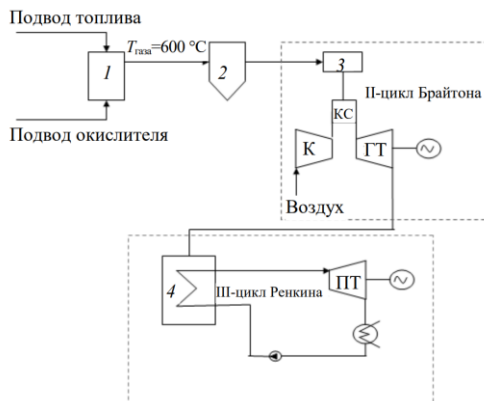 Подвод топлива
Tгаза=600 °C
1
2
3
II-цикл Брайтона
КС
Подвод окислителя
К
ГТ
Воздух
4
III-цикл Ренкина
ПТ